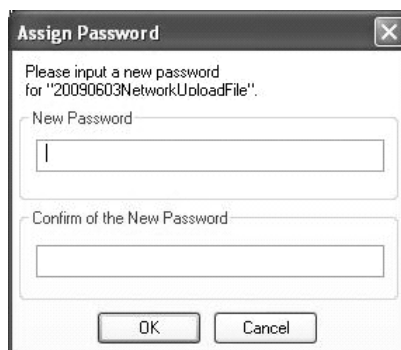 Assign Password
Please input a new password
for "20090603NetworkUploadFile".
New Password
Confirm of the New Password
OK
Cancel